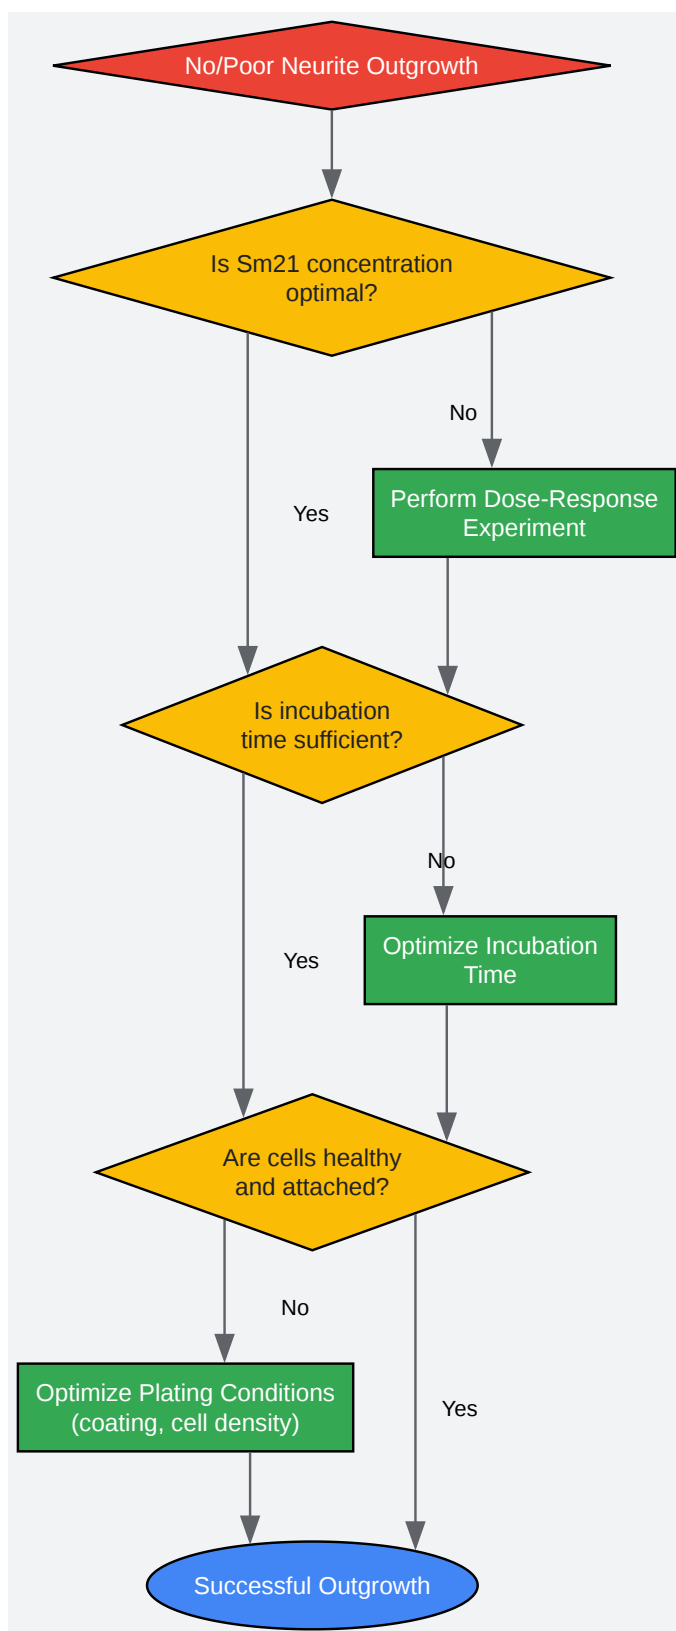 No/Poor Neurite Outgrowth
Is Sm21 concentration
optimal?
No
Yes
Perform Dose-Response
Experiment
Is incubation
time sufficient?
No
Yes
Optimize Incubation
Time
Are cells healthy
and attached?
No
Optimize Plating Conditions
(coating, cell density)
Yes
Successful Outgrowth